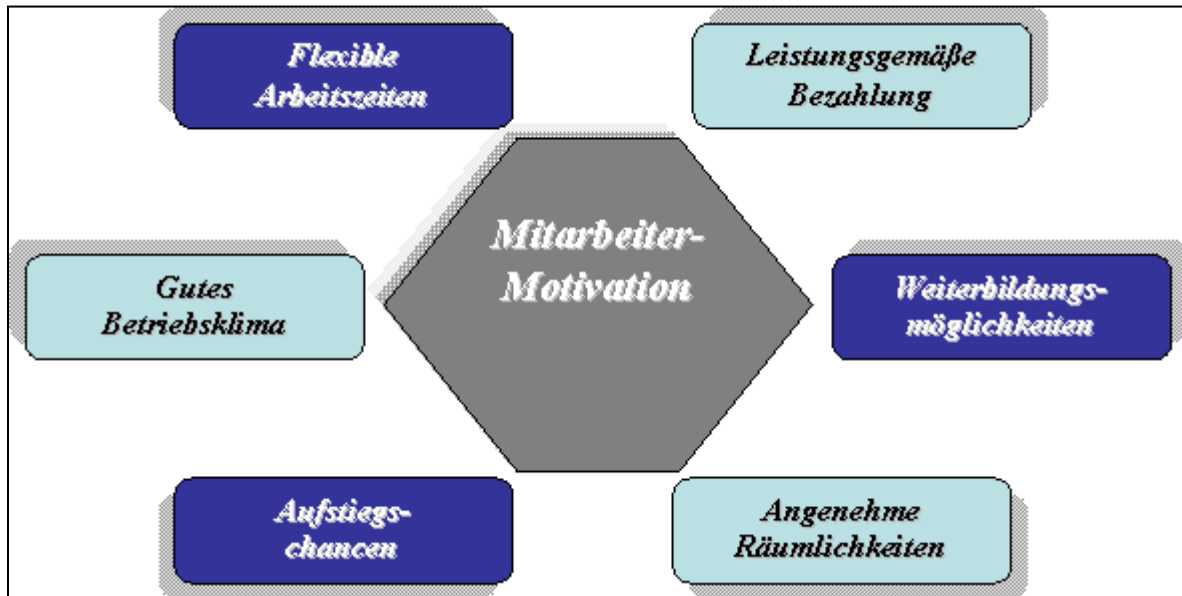 Flexible
Arbeitszeiten
Leistungsgemäße
Bezahlung
Mitarbeiter-
Motivation
Gutes
Betriebsklima
Weiterbildungs-
möglichkeiten
Aufstiegs-
chancen
Angenehme
Räumlichkeiten